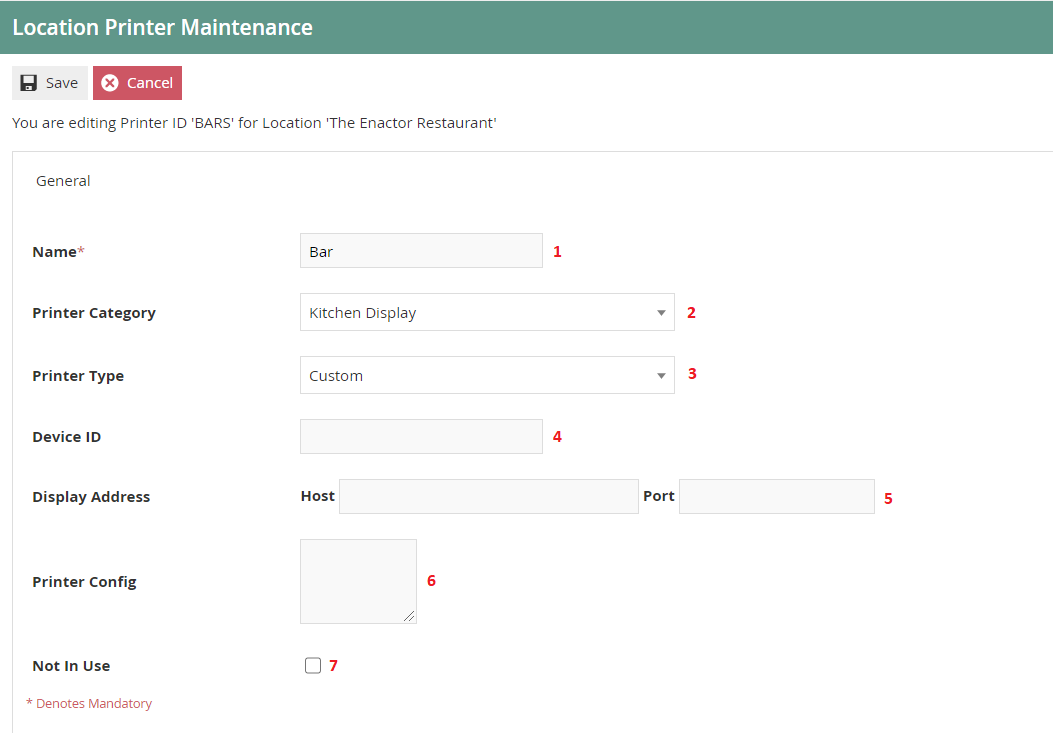 Location Printer Maintenance
Save Cancel
You are editing Printer ID 'BARS' for Location 'The Enactor Restaurant'
General
Name* Bar 1
Printer Category Kitchen Display 2
Printer Type Custom 3
Device ID 4
Display Address Host Port 5
Printer Config 6
Not In Use 7
* Denotes Mandatory